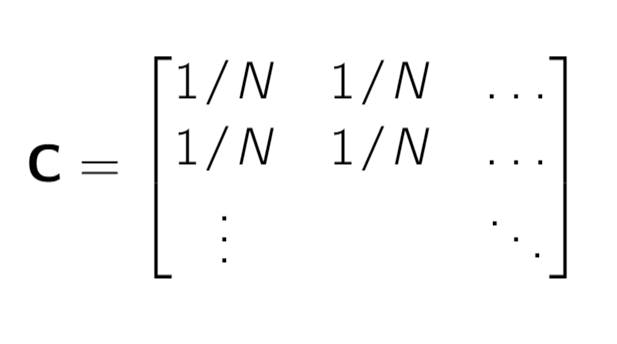 1/N 1/N ...
C = 1/N 1/N ...
⋮ ⋱